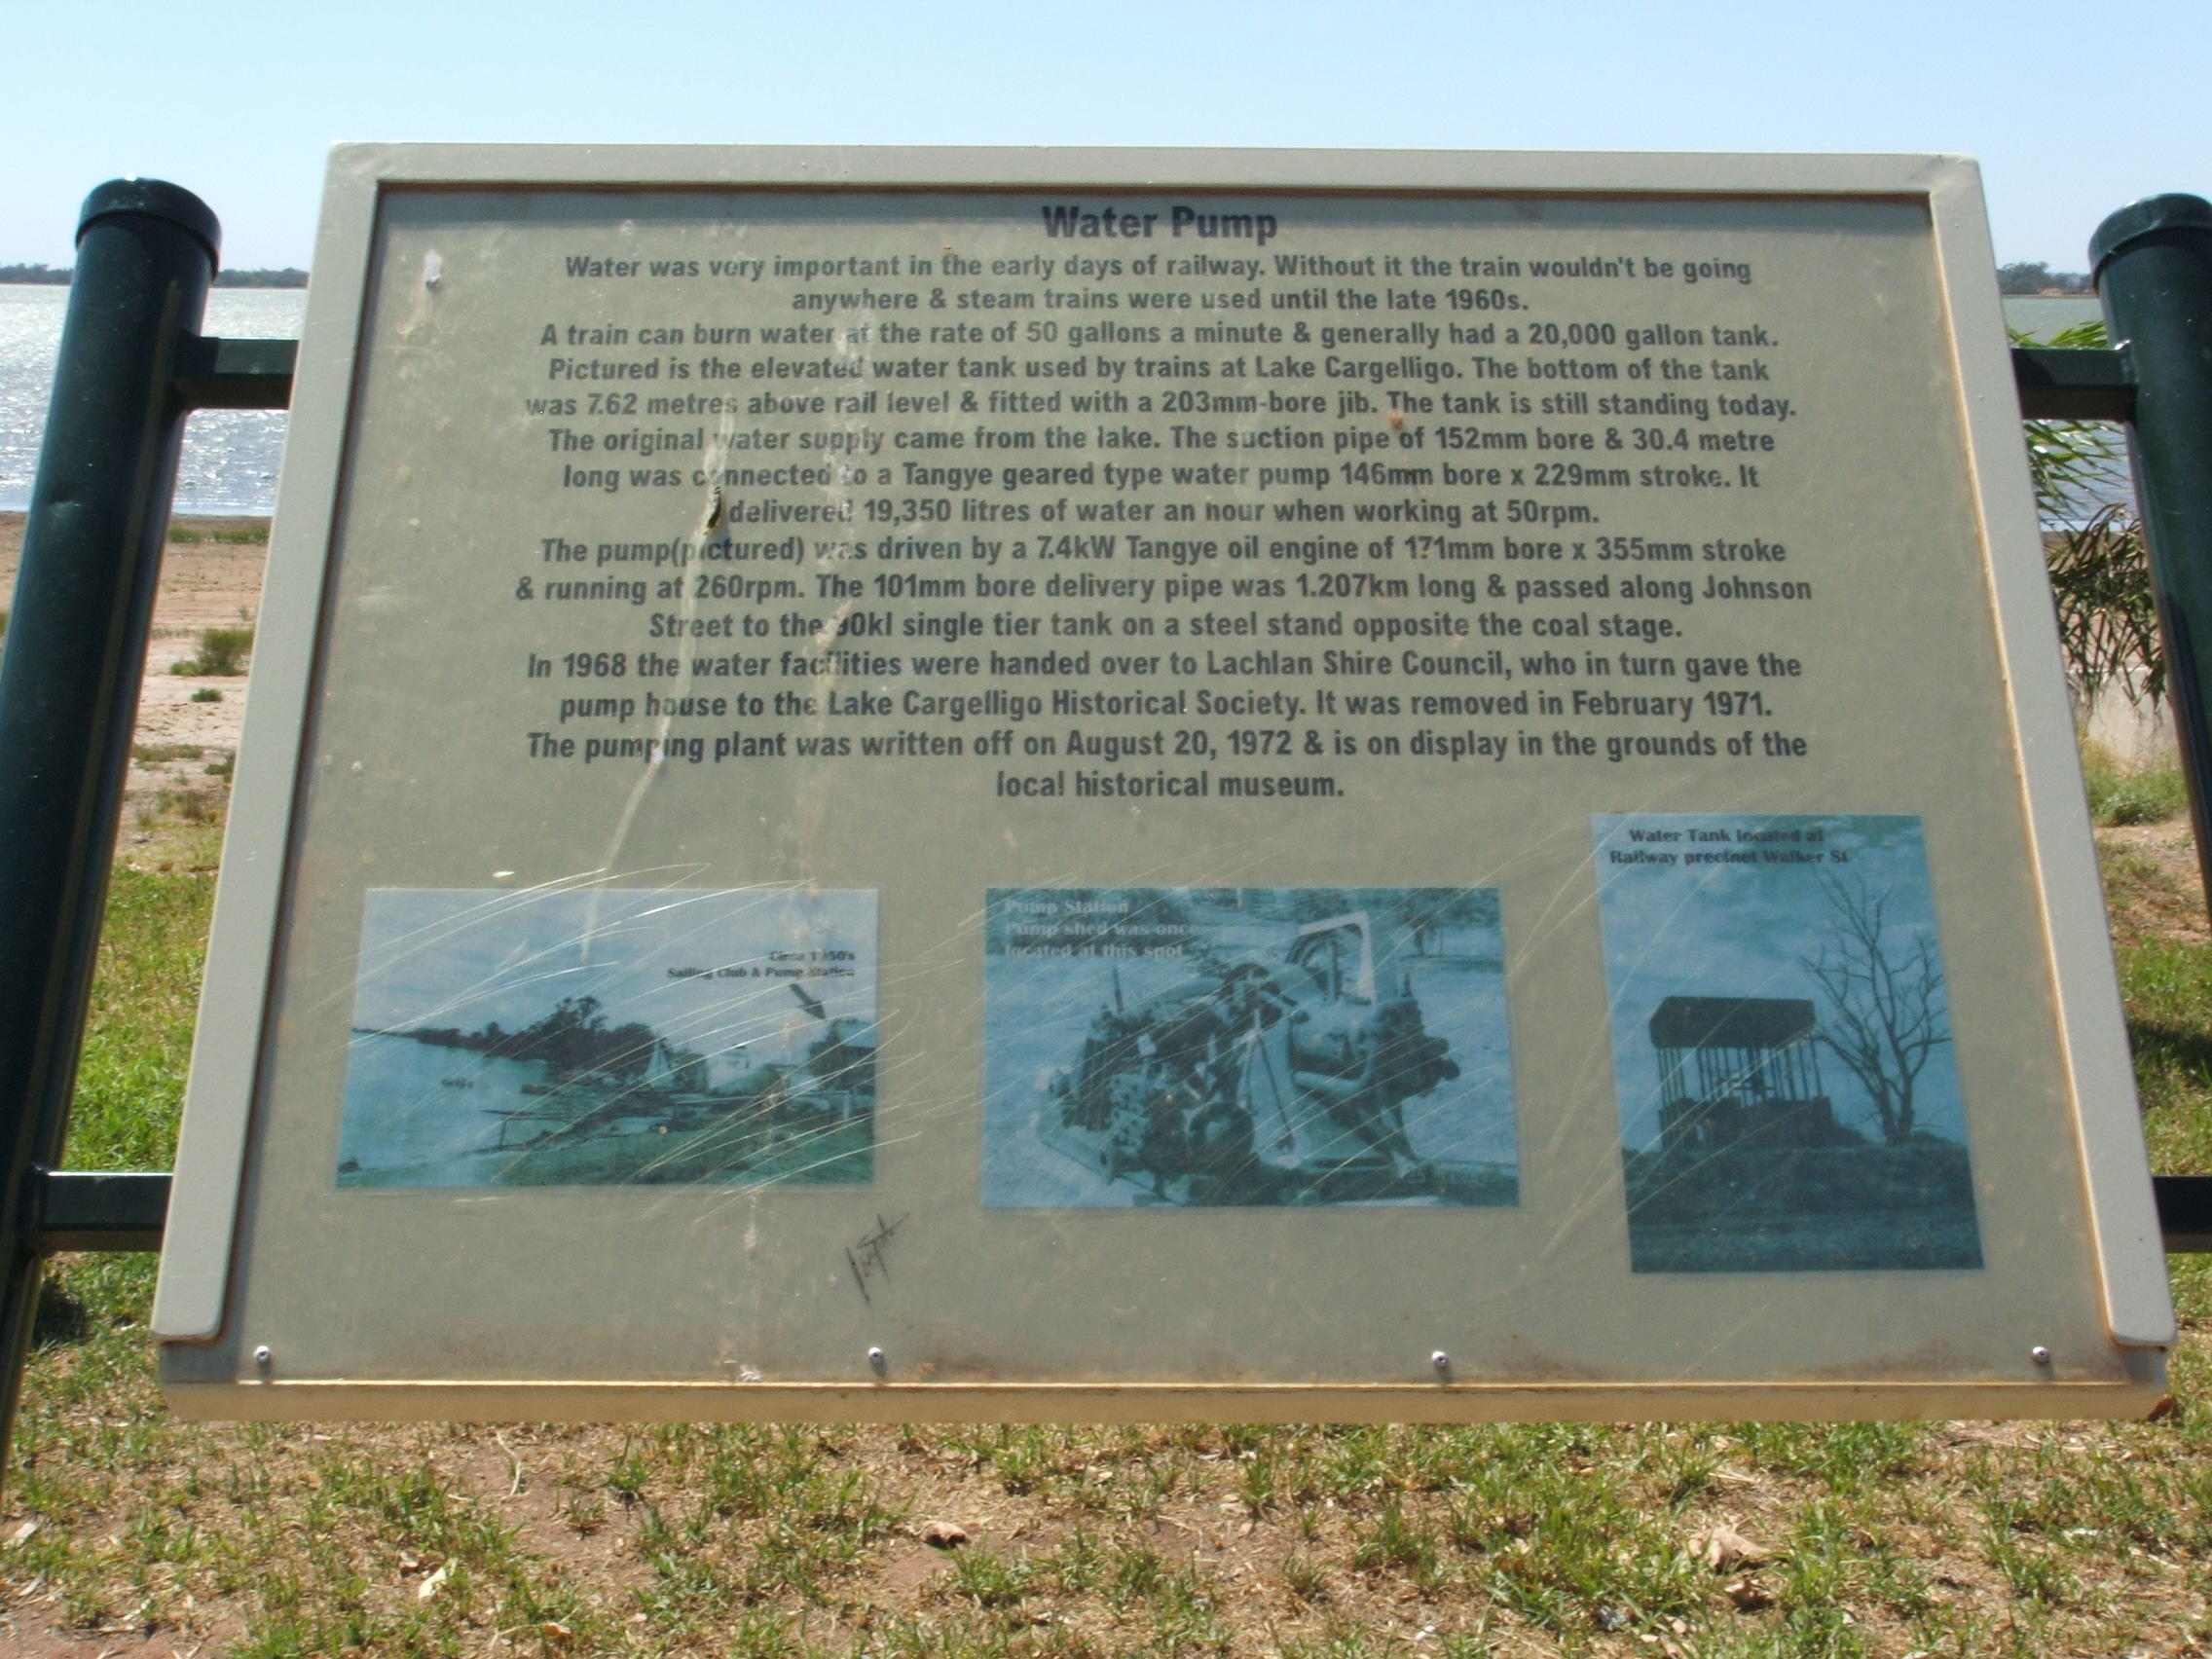 Water Pump
Water was very important in the early days of railway. Without it the train wouldn't be going
anywhere & steam trains were used until the late 1960s.
A train can burn water at the rate of 50 gallons a minute & generally had a 20,000 gallon tank.
Pictured is the elevated water tank used by trains at Lake Cargelligo. The bottom of the tank
was 7.62 metres above rail level & fitted with a 203mm-bore jib. The tank is still standing today.
The original water supply came from the lake. The suction pipe of 152mm bore & 30.4 metre
long was connected to a Tangye geared type water pump 146mm bore x 229mm stroke. It
delivered 19,350 litres of water an hour when working at 50rpm.
The pump(pictured) was driven by a 7.4kW Tangye oil engine of 171mm bore x 355mm stroke
& running at 260rpm. The 101mm bore delivery pipe was 1.207km long & passed along Johnson
Street to the 90kl single tier tank on a steel stand opposite the coal stage.
In 1968 the water facilities were handed over to Lachlan Shire Council, who in turn gave the
pump house to the Lake Cargelligo Historical Society. It was removed in February 1971.
The pumping plant was written off on August 20, 1972 & is on display in the grounds of the
local historical museum.
Circa 1950's
Sailing Club & Pump Station
Pump Station
Pump shed was once
located at this spot
Water Tank located at
Railway precinct Walker St